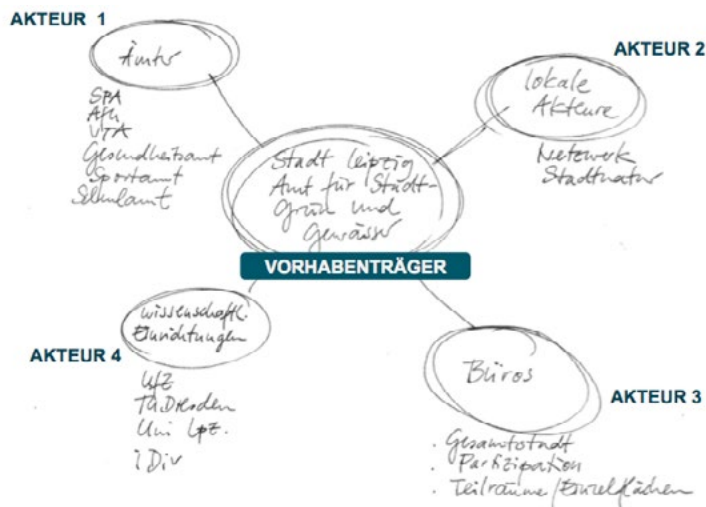 AKTEUR 1
Ämter
SPA
AfU
VTA
Gesundheitsamt
Sportamt
Schulamt
AKTEUR 2
lokale
Akteure
Netzwerk
Stadtnatur
Stadt Leipzig
Amt für Stadt-
grün und
Gewässer
VORHABENTRÄGER
wissenschaftl.
Einrichtungen
AKTEUR 4
UfZ
TU Dresden
Uni Lpz.
iDiv
Büros
AKTEUR 3
. Gesamtstadt
. Partizipation
. Teilräume/Einzelflächen